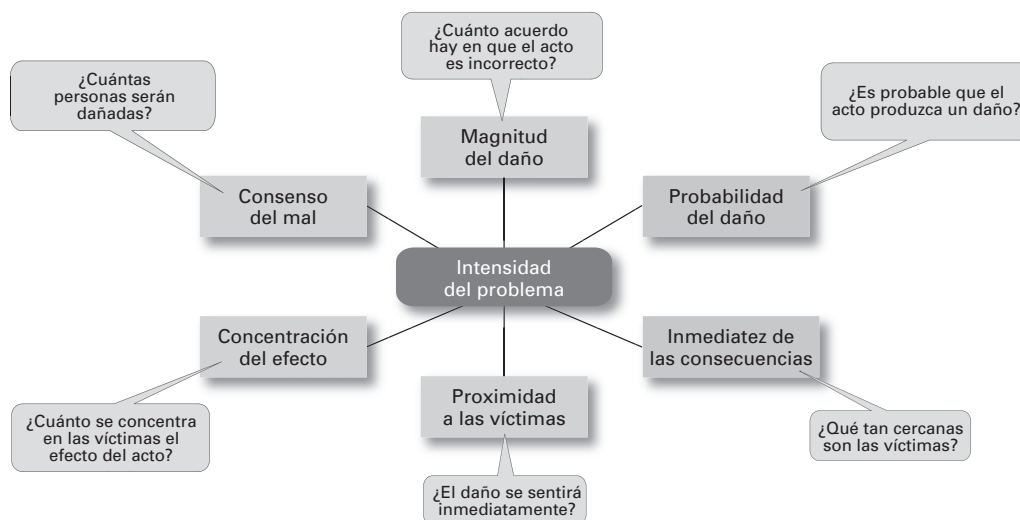 ¿Cuánto acuerdo
hay en que el acto
es incorrecto?
¿Cuántas
personas serán
dañadas?
¿Es probable que el
acto produzca un daño?
Magnitud
del daño
Consenso
del mal
Probabilidad
del daño
Intensidad
del problema
Concentración
del efecto
Inmediatez de
las consecuencias
Proximidad
a las víctimas
¿Cuánto se concentra
en las víctimas el
efecto del acto?
¿Qué tan cercanas
son las víctimas?
¿El daño se sentirá
inmediatamente?